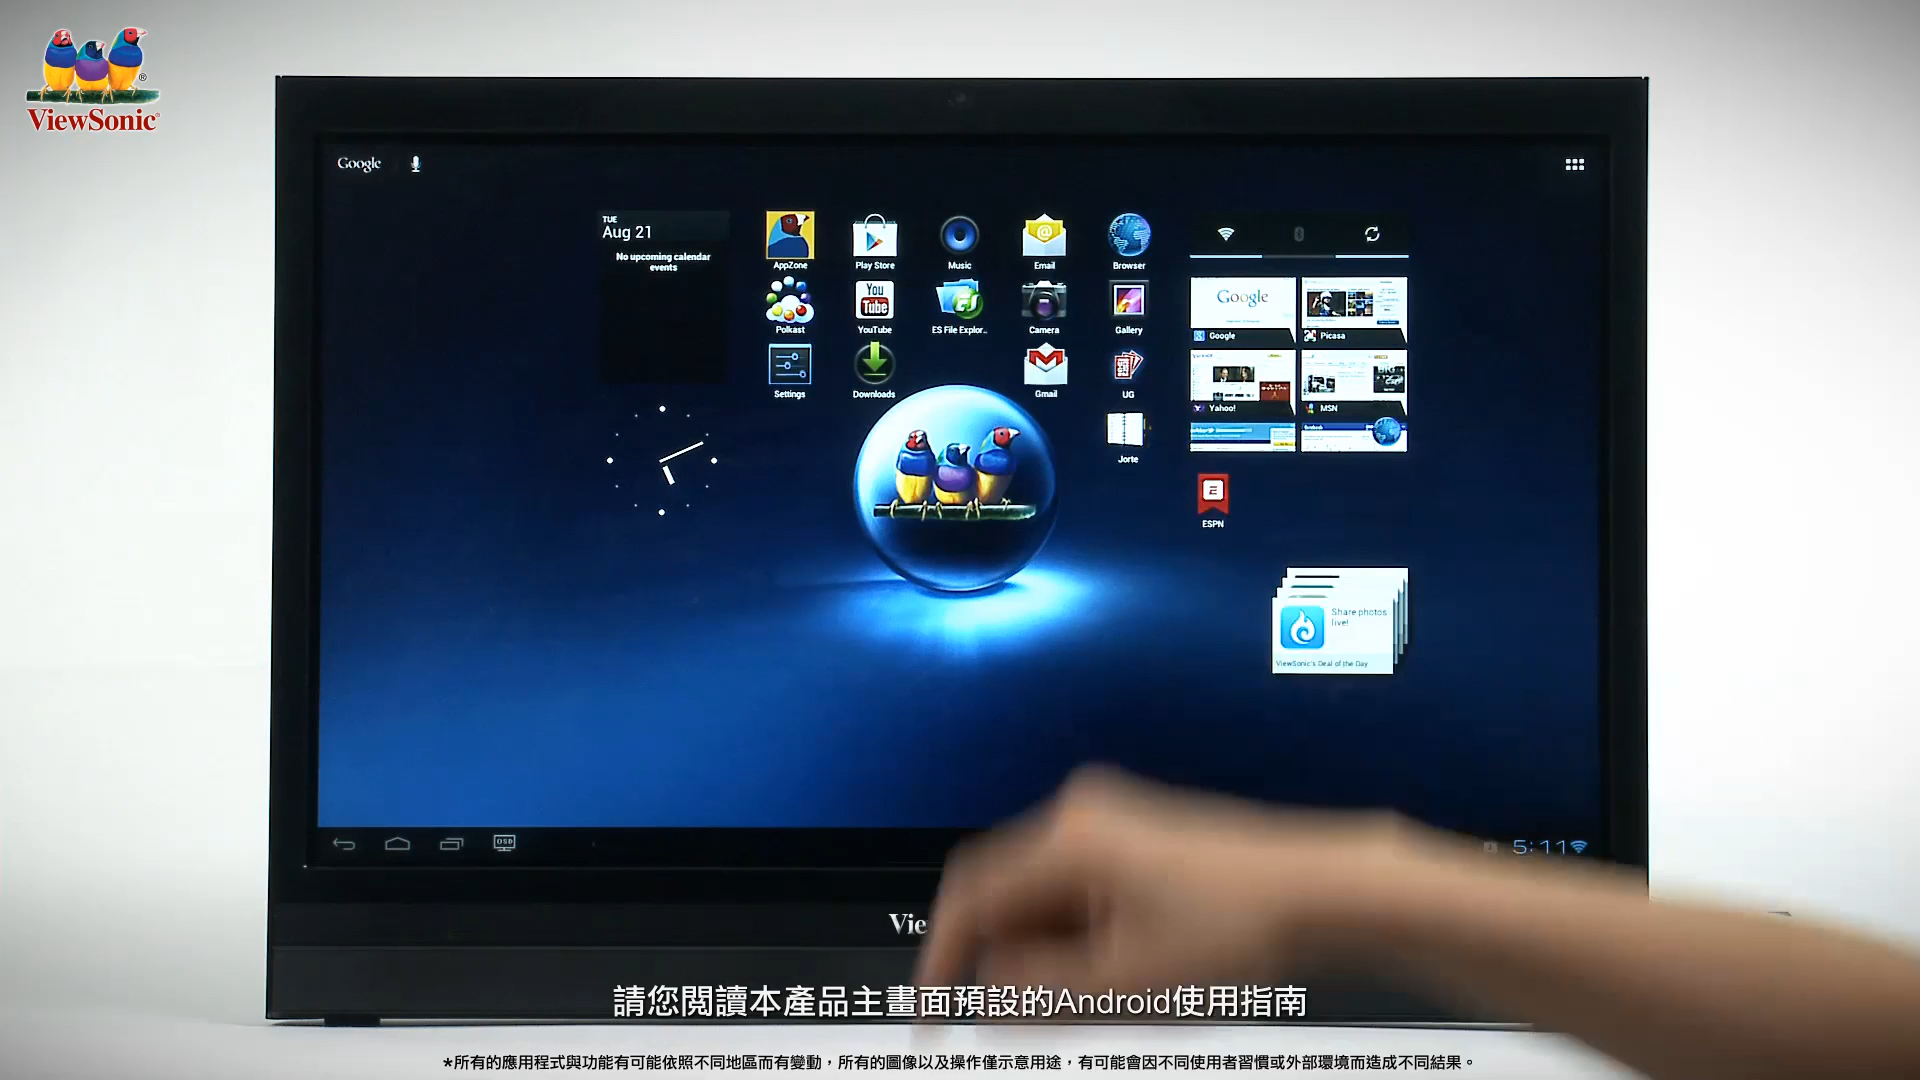 ViewSonic®
Google
TUE
Aug 21
No upcoming calendar
events
AppZone
Play Store
Music
Email
Browser
Polkast
You
Tube
YouTube
ES File Explor..
Camera
Gallery
Settings
Downloads
Gmail
UG
Jorte
Google
Google
Picasa
Yahoo!
MSN
ESPN
Share photos
live!
ViewSonic's Deal of the Day
OSD
5:11
Vie
請您閱讀本產品主畫面預設的Android使用指南
*所有的應用程式與功能有可能依照不同地區而有變動，所有的圖像以及操作僅示意用途，有可能會因不同使用者習慣或外部環境而造成不同結果。